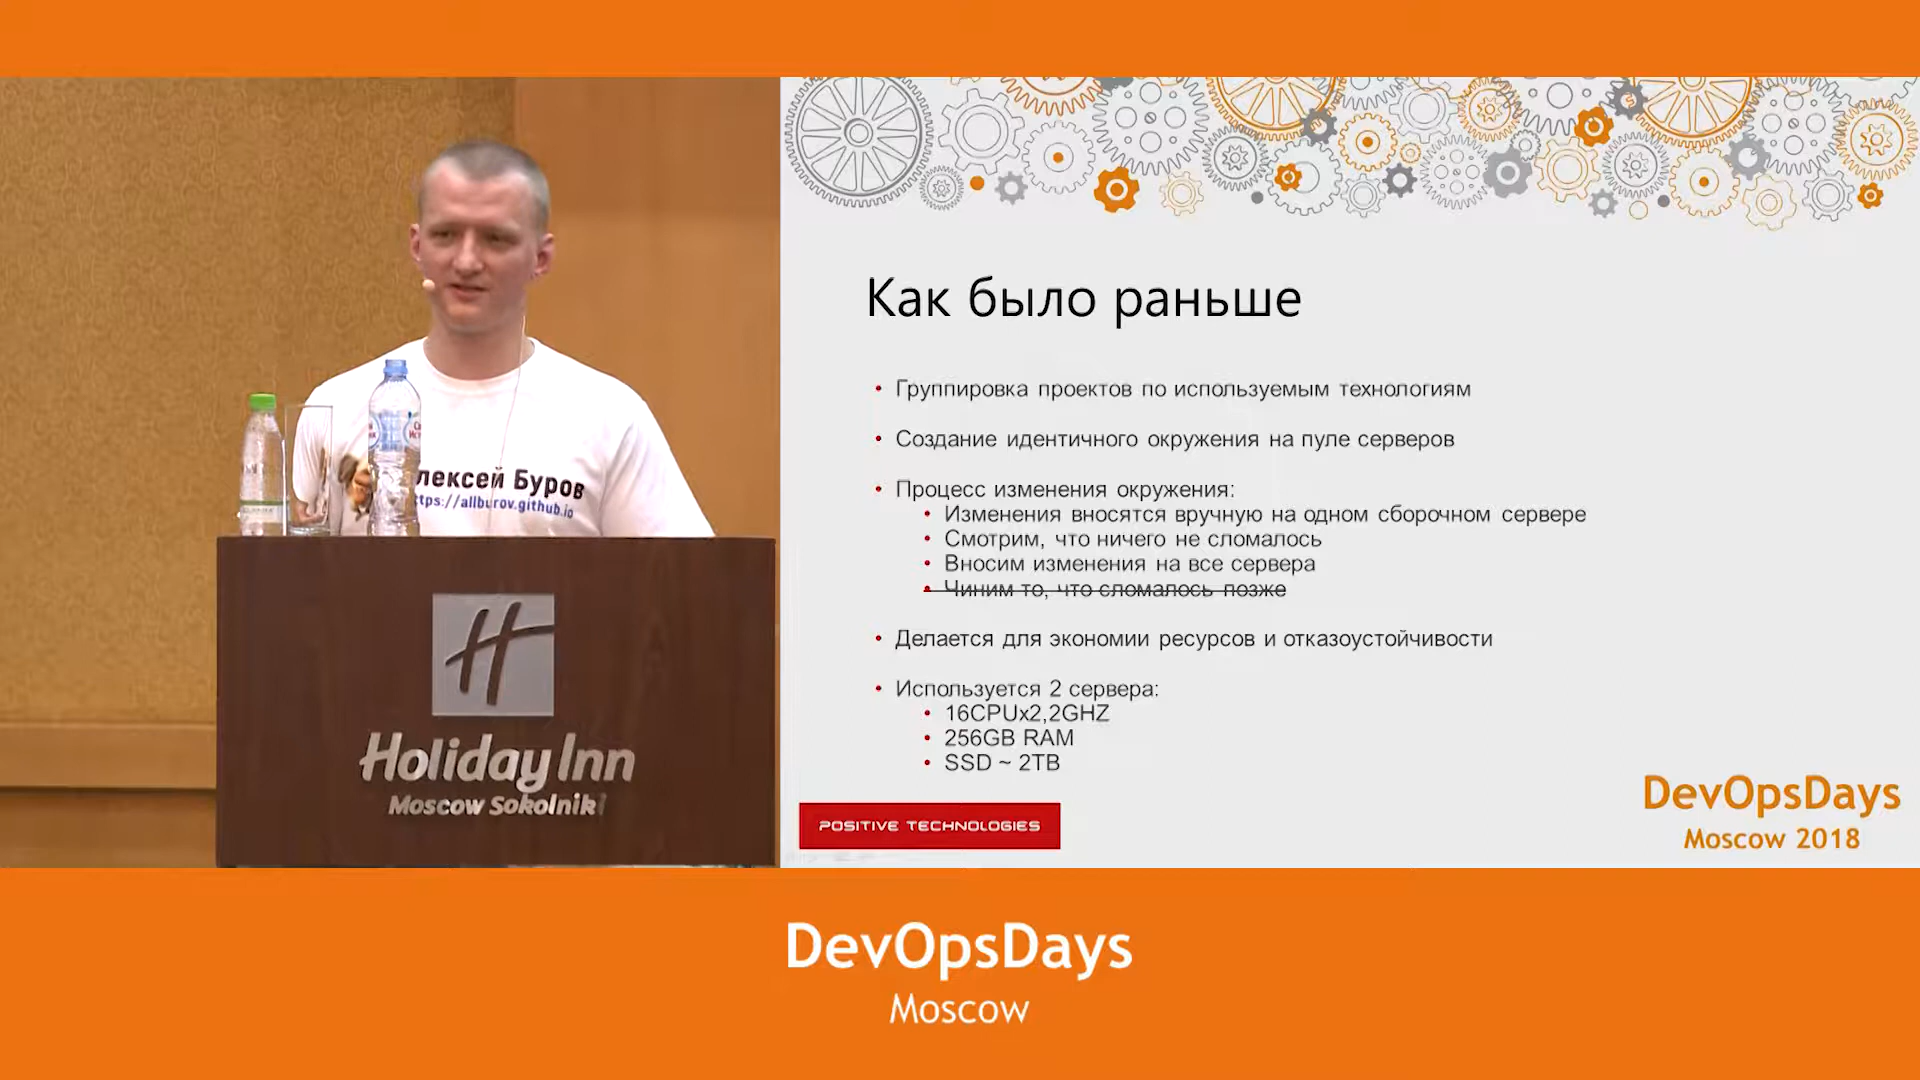 лексей Буров
ttps://allburov.github.io
Holiday Inn
Moscow Sokolniki
Как было раньше
Группировка проектов по используемым технологиям
Создание идентичного окружения на пуле серверов
Процесс изменения окружения:
Изменения вносятся вручную на одном сборочном сервере
Смотрим, что ничего не сломалось
Вносим изменения на все сервера
Чиним то, что сломалось позже
Делается для экономии ресурсов и отказоустойчивости
Используется 2 сервера:
16CPUx2,2GHZ
256GB RAM
SSD ~ 2TB
POSITIVE TECHNOLOGIES
DevOpsDays
Moscow 2018
DevOpsDays
Moscow